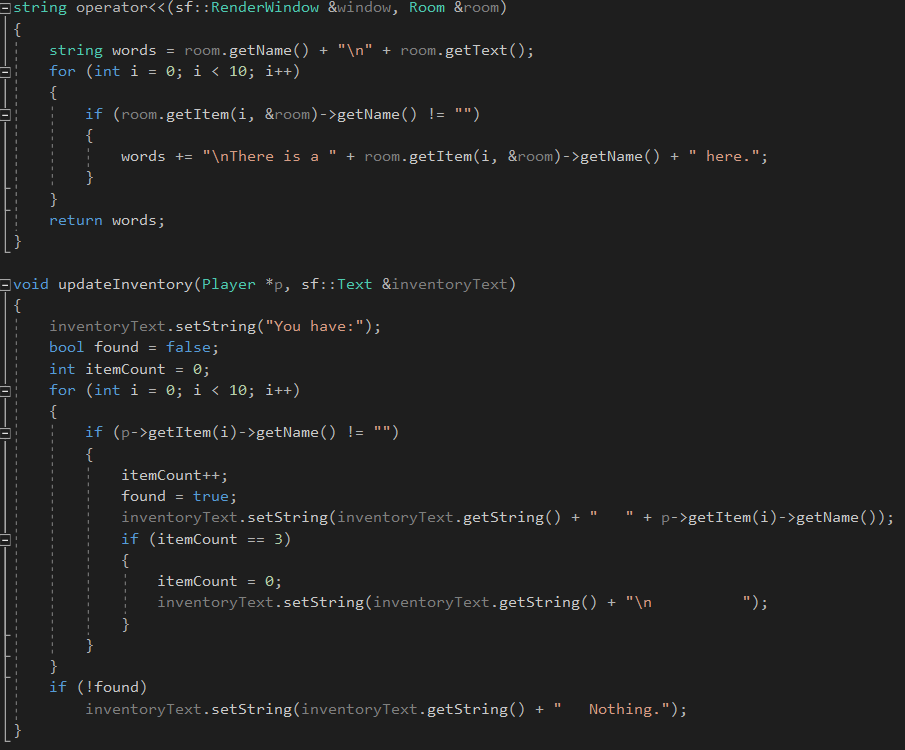 string operator<<(sf::RenderWindow &window, Room &room)
{
    string words = room.getName() + "\n" + room.getText();
    for (int i = 0; i < 10; i++)
    {
        if (room.getItem(i, &room)->getName() != "")
        {
            words += "\nThere is a " + room.getItem(i, &room)->getName() + " here.";
        }
    }
    return words;
}

void updateInventory(Player *p, sf::Text &inventoryText)
{
    inventoryText.setString("You have:");
    bool found = false;
    int itemCount = 0;
    for (int i = 0; i < 10; i++)
    {
        if (p->getItem(i)->getName() != "")
        {
            itemCount++;
            found = true;
            inventoryText.setString(inventoryText.getString() + "   " + p->getItem(i)->getName());
            if (itemCount == 3)
            {
                itemCount = 0;
                inventoryText.setString(inventoryText.getString() + "\n          ");
            }
        }
    }
    if (!found)
        inventoryText.setString(inventoryText.getString() + "   Nothing.");
}